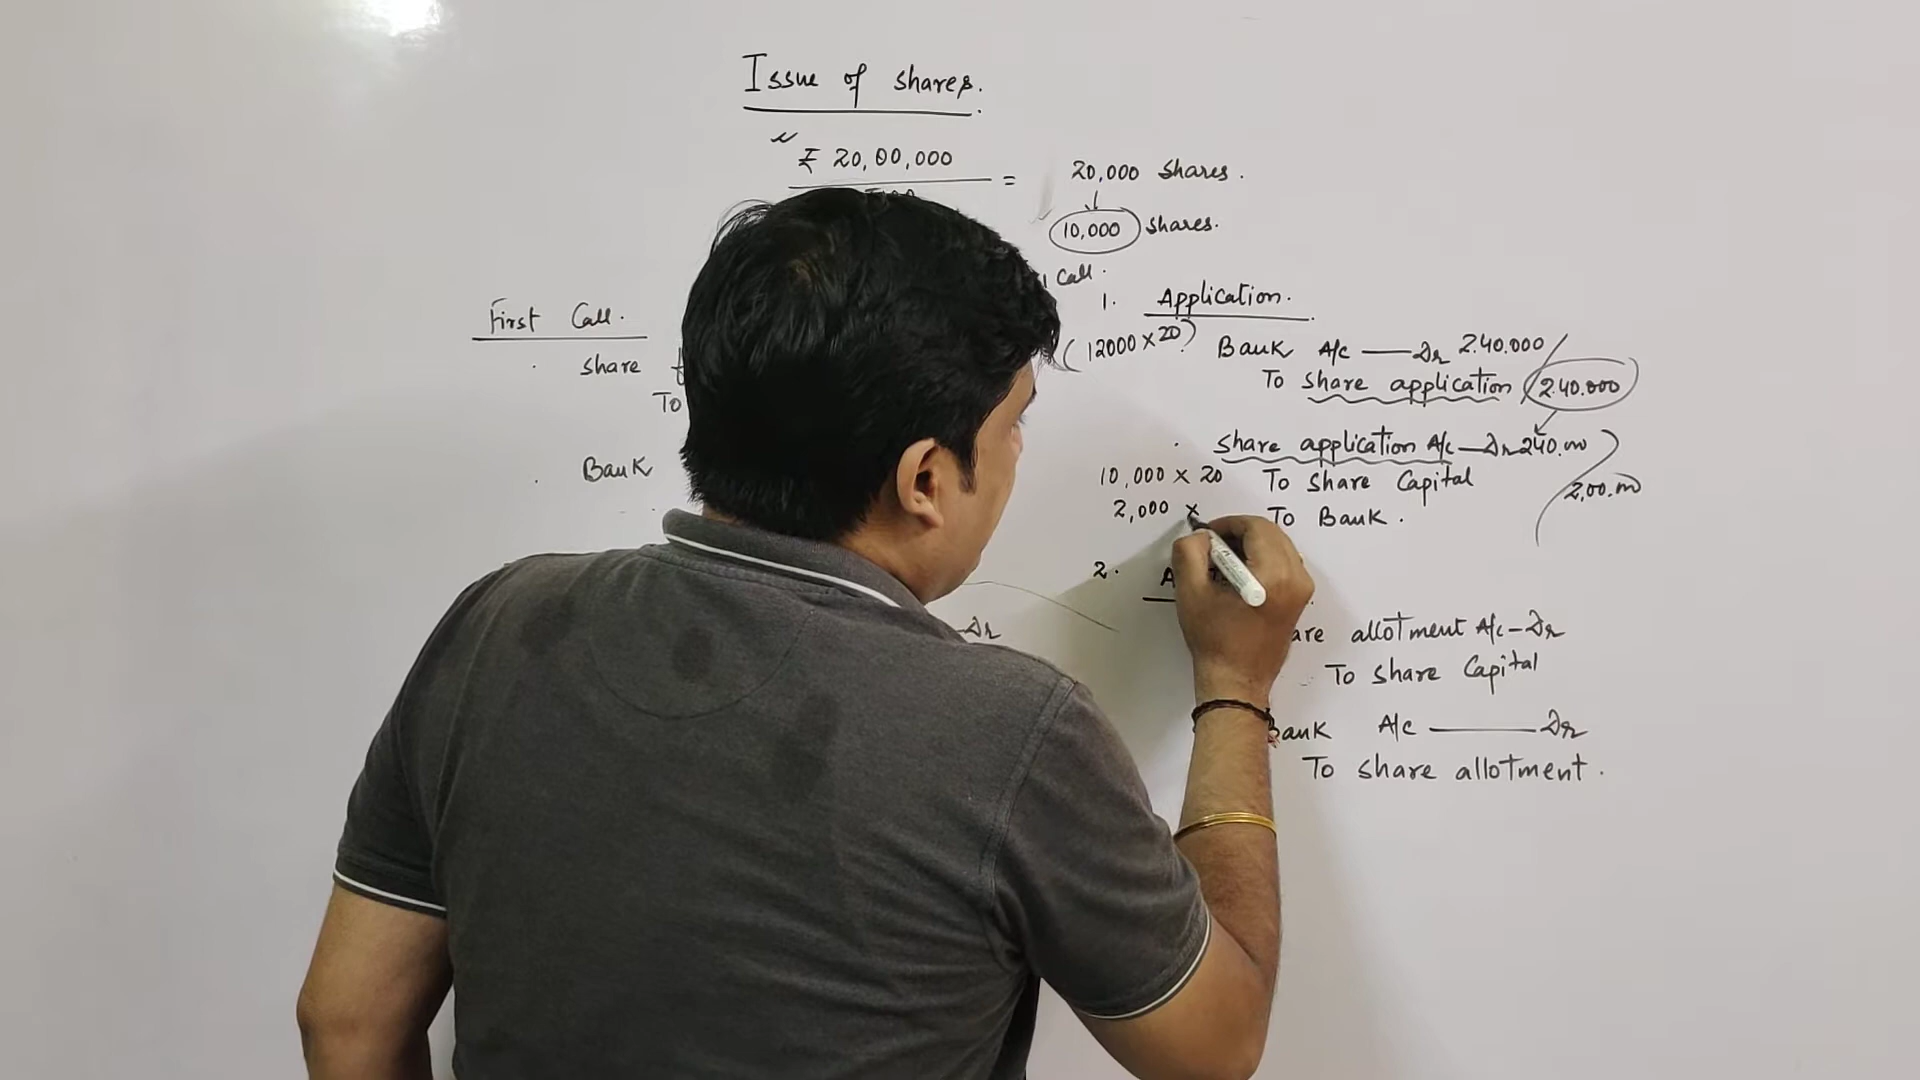 Issue of shares.
₹ 20,00,000
= 20,000 shares.
10,000 shares.
Call.
1. Application.
(12000 × 20)
Bank A/c — Dr 2.40.000
To share application 2.40.000
share application A/c — Dr 240.000
10,000 × 20 To share Capital 2,00.000
2,000 × To Bank.
2.
are allotment A/c - Dr
To share Capital
Bank A/c — Dr
To share allotment.
First Call.
share
To
Bank
Dr